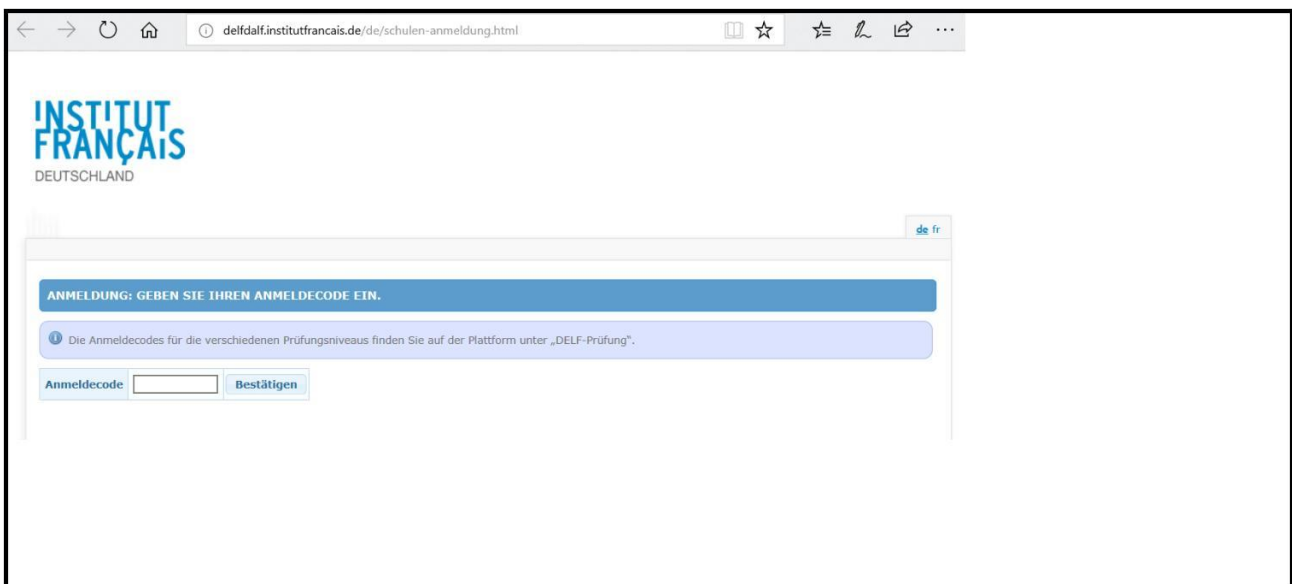 delfdalf.institutfrancais.de/de/schulen-anmeldung.html
INSTITUT
FRANÇAiS
DEUTSCHLAND
de fr
ANMELDUNG: GEBEN SIE IHREN ANMELDECODE EIN.
Die Anmeldecodes für die verschiedenen Prüfungsniveaus finden Sie auf der Plattform unter „DELF-Prüfung“.
Anmeldecode Bestätigen